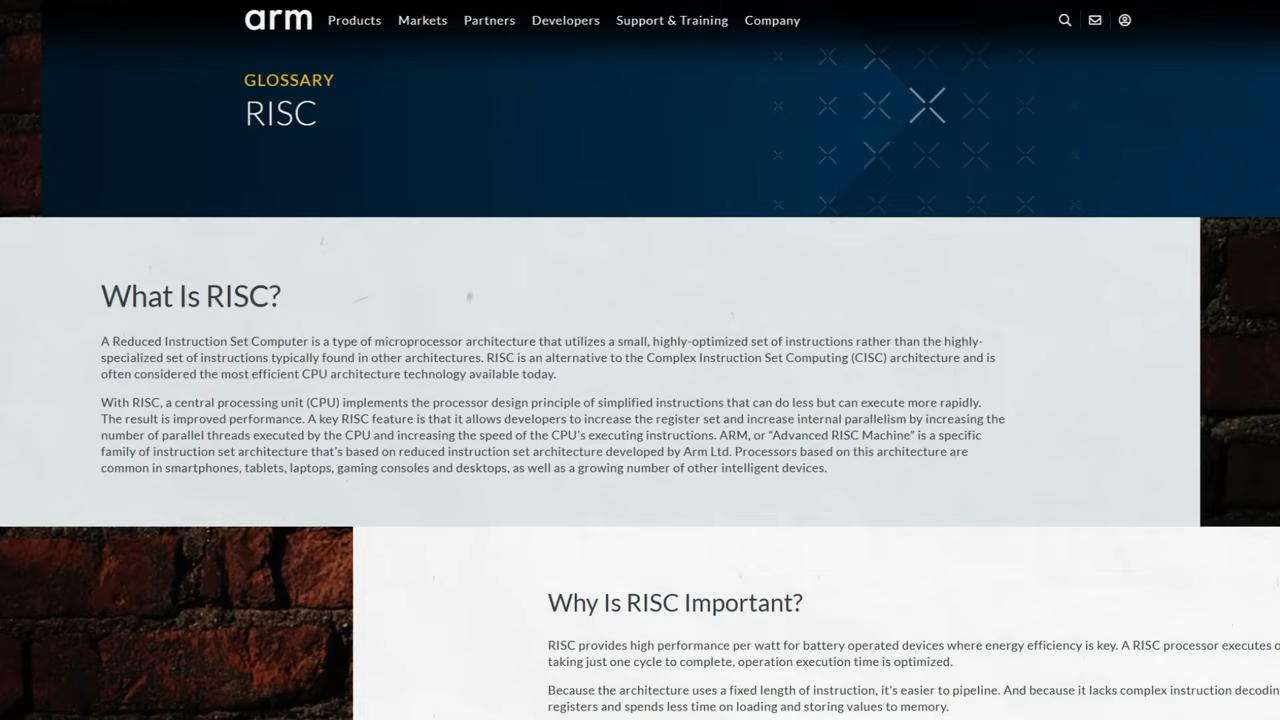 arm Products Markets Partners Developers Support & Training Company
GLOSSARY
RISC
What Is RISC?
A Reduced Instruction Set Computer is a type of microprocessor architecture that utilizes a small, highly-optimized set of instructions rather than the highly-
specialized set of instructions typically found in other architectures. RISC is an alternative to the Complex Instruction Set Computing (CISC) architecture and is
often considered the most efficient CPU architecture technology available today.
With RISC, a central processing unit (CPU) implements the processor design principle of simplified instructions that can do less but can execute more rapidly.
The result is improved performance. A key RISC feature is that it allows developers to increase the register set and increase internal parallelism by increasing the
number of parallel threads executed by the CPU and increasing the speed of the CPU's executing instructions. ARM, or “Advanced RISC Machine” is a specific
family of instruction set architecture that's based on reduced instruction set architecture developed by Arm Ltd. Processors based on this architecture are
common in smartphones, tablets, laptops, gaming consoles and desktops, as well as a growing number of other intelligent devices.
Why Is RISC Important?
RISC provides high performance per watt for battery operated devices where energy efficiency is key. A RISC processor executes
taking just one cycle to complete, operation execution time is optimized.
Because the architecture uses a fixed length of instruction, it's easier to pipeline. And because it lacks complex instruction
registers and spends less time on loading and storing values to memory.